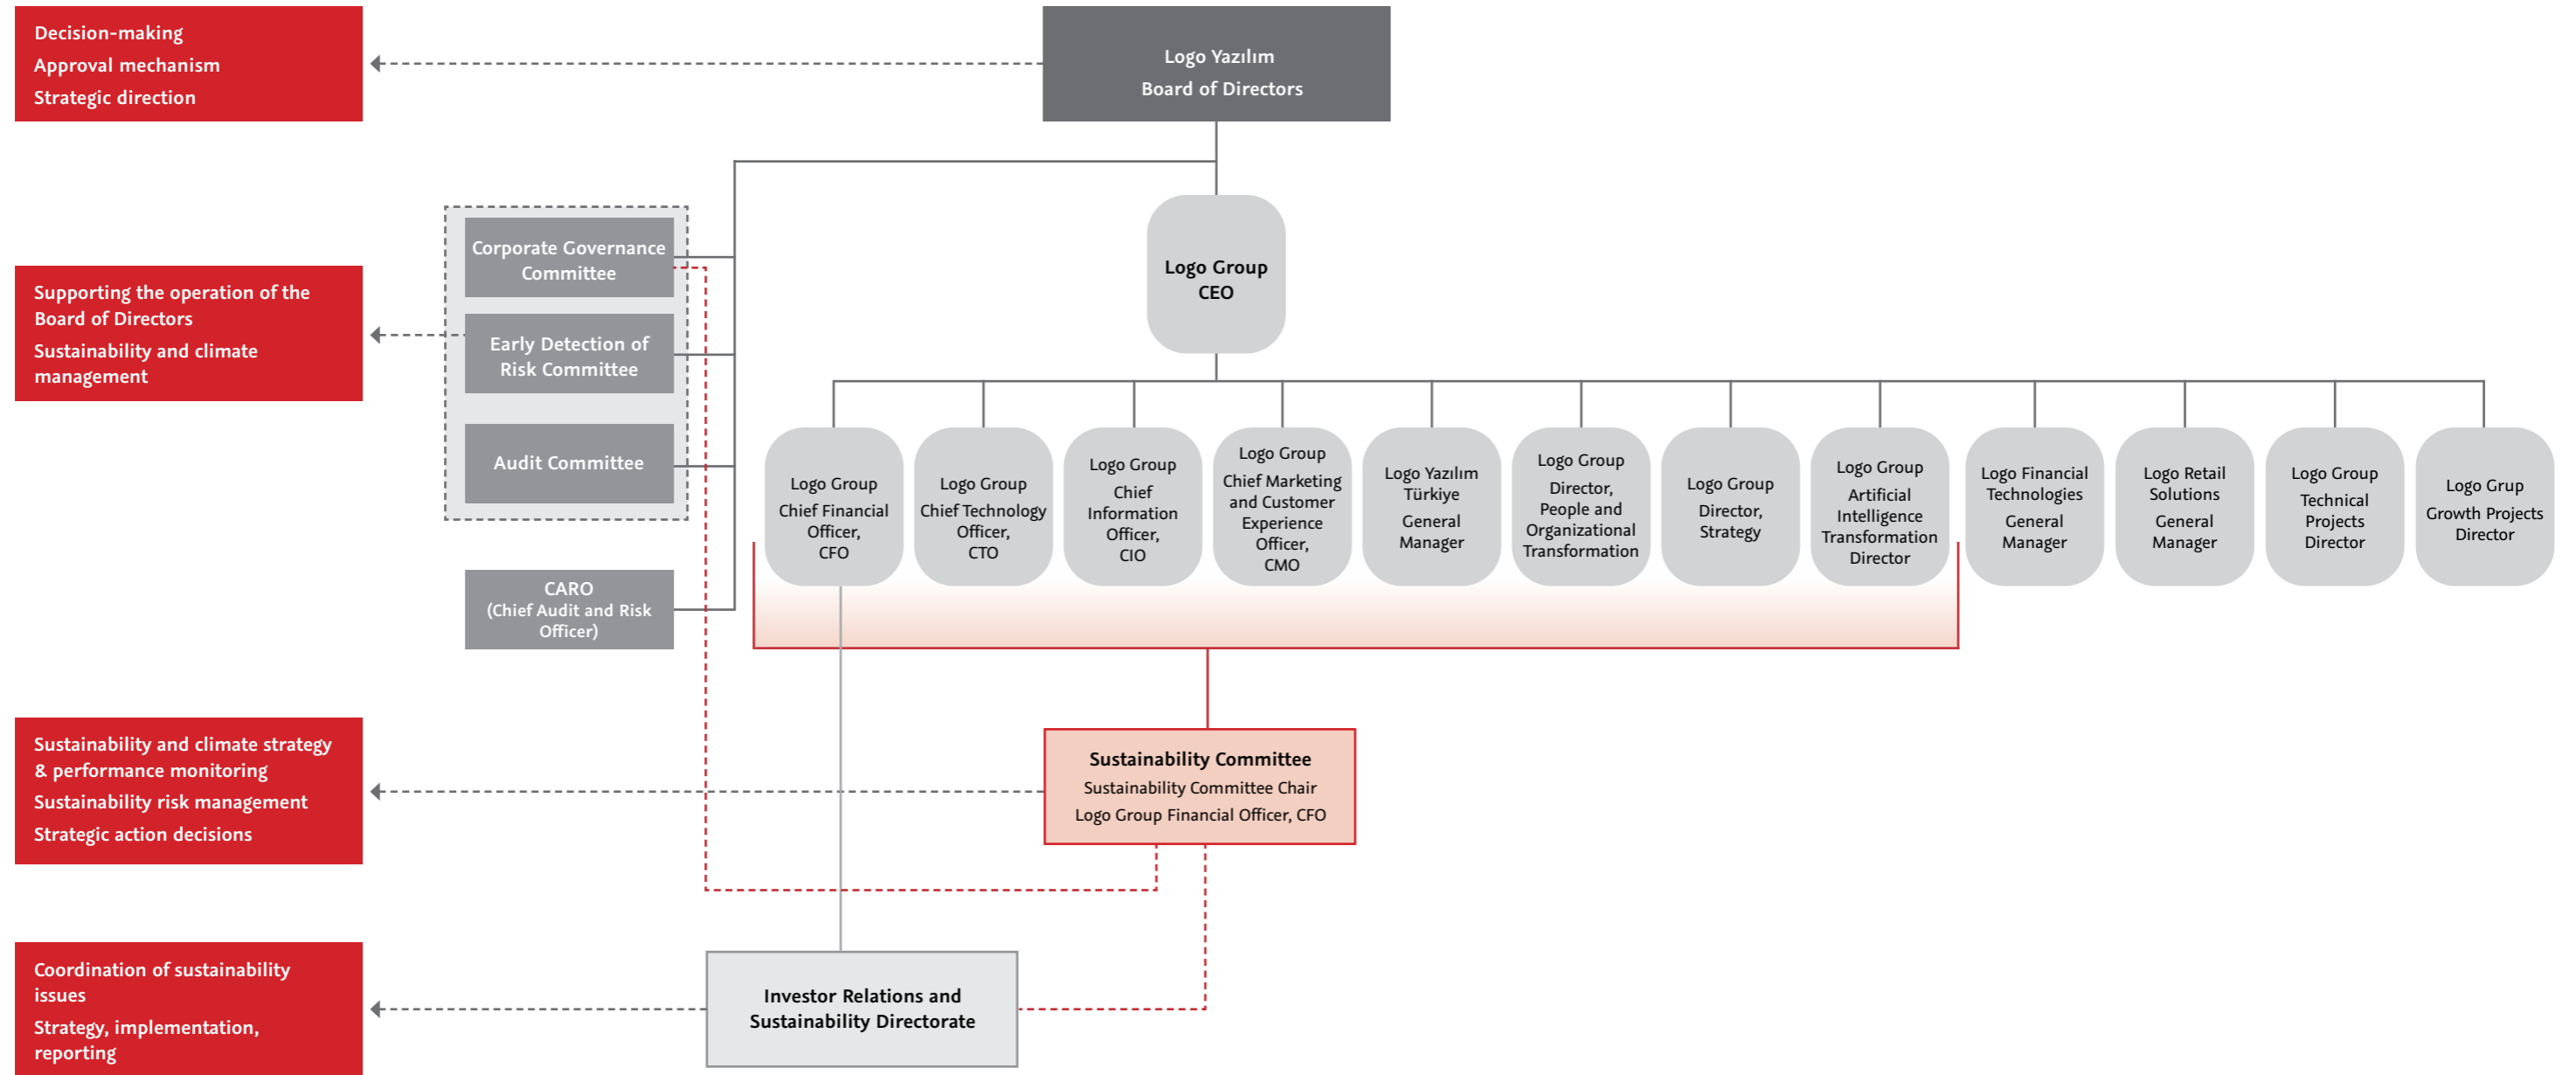 Decision-making
Approval mechanism
Strategic direction
Logo Yazılım
Board of Directors
Corporate Governance
Committee
Early Detection of
Risk Committee
Audit Committee
CARO
(Chief Audit and Risk
Officer)
Supporting the operation of the
Board of Directors
Sustainability and climate
management
Logo Group
CEO
Logo Group
Chief Financial
Officer,
CFO
Logo Group
Chief Technology
Officer,
CTO
Logo Group
Chief
Information
Officer,
CIO
Logo Group
Chief Marketing
and Customer
Experience
Officer,
CMO
Logo Yazılım
Türkiye
General
Manager
Logo Group
Director,
People and
Organizational
Transformation
Logo Group
Director,
Strategy
Logo Group
Artificial
Intelligence
Transformation
Director
Logo Financial
Technologies
General
Manager
Logo Retail
Solutions
General
Manager
Logo Group
Technical
Projects
Director
Logo Grup
Growth Projects
Director
Sustainability and climate strategy
& performance monitoring
Sustainability risk management
Strategic action decisions
Sustainability Committee
Sustainability Committee Chair
Logo Group Financial Officer, CFO
Coordination of sustainability
issues
Strategy, implementation,
reporting
Investor Relations and
Sustainability Directorate